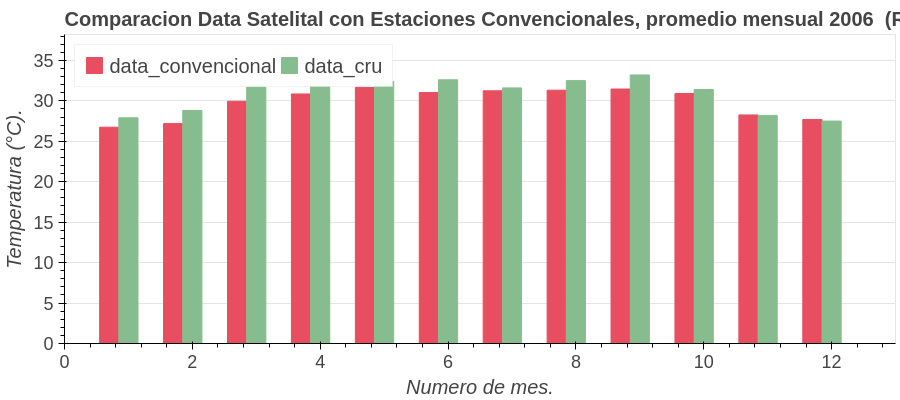 Comparacion Data Satelital con Estaciones Convencionales, promedio mensual 2006 (R
data_convencional data_cru
Temperatura (°C).
35
30
25
20
15
10
5
0
0 2 4 6 8 10 12
Numero de mes.